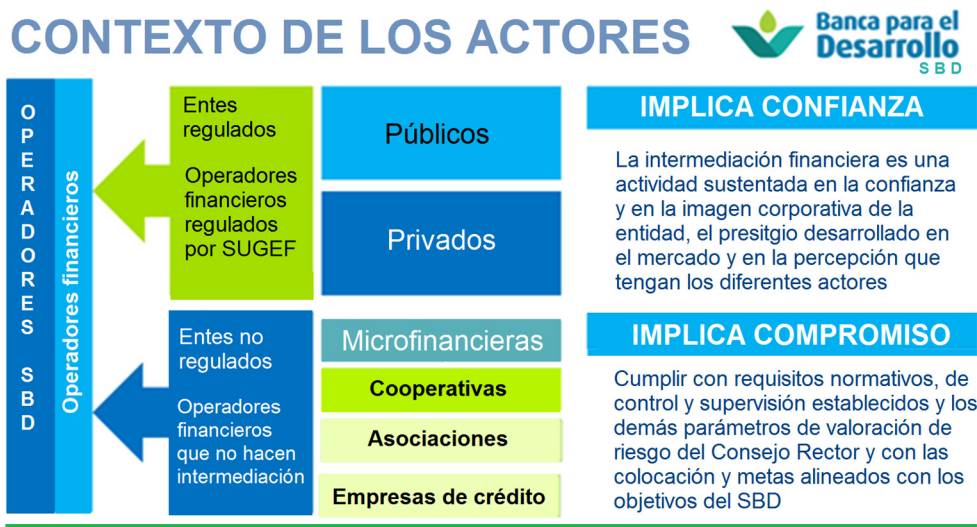 CONTEXTO DE LOS ACTORES
Banca para el
Desarrollo
SBD
OPERADORES SBD
Operadores financieros
Entes
regulados
Operadores
financieros
regulados
por SUGEF
Públicos
Privados
Entes no
regulados
Operadores
financieros
que no hacen
intermediación
Microfinancieras
Cooperativas
Asociaciones
Empresas de crédito
IMPLICA CONFIANZA
La intermediación financiera es una
actividad sustentada en la confianza
y en la imagen corporativa de la
entidad, el presitgio desarrollado en
el mercado y en la percepción que
tengan los diferentes actores
IMPLICA COMPROMISO
Cumplir con requisitos normativos, de
control y supervisión establecidos y los
demás parámetros de valoración de
riesgo del Consejo Rector y con las
colocación y metas alineados con los
objetivos del SBD